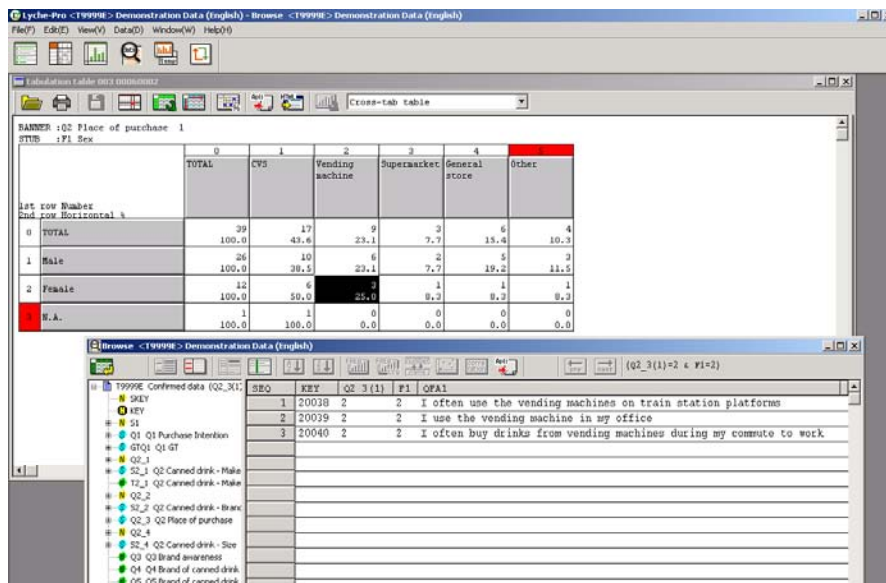 Lyche-Pro <T9999E> Demonstration Data (English) - Browse <T9999E> Demonstration Data (English)
File(F) Edit(E) View(V) Data(D) Window(W) Help(H)
Tabulation table 003 00060002
Cross-tab table
BANNER :Q2 Place of purchase 1
STUB :F1 Sex
0 1 2 3 4
TOTAL CVS Vending machine Supermarket General store Other
1st row Number
2nd row Horizontal %
0 TOTAL 39 17 9 3 6 4
100.0 43.6 23.1 7.7 15.4 10.3
1 Male 26 10 6 2 5 3
100.0 38.5 23.1 7.7 19.2 11.5
2 Female 12 6 3 1 1 1
100.0 50.0 25.0 8.3 8.3 8.3
N.A. 1 1 0 0 0 0
100.0 100.0 0.0 0.0 0.0 0.0
Browse <T9999E> Demonstration Data (English)
(Q2_3(1)=2 & F1=2)
T9999E Confirmed data (Q2_3(1)
N SKEY
KEY
N S1
Q1 Q1 Purchase Intention
GTQ1 Q1 GT
N Q2_1
S2_1 Q2 Canned drink - Make
T2_1 Q2 Canned drink - Make
N Q2_2
S2_2 Q2 Canned drink - Branc
Q2_3 Q2 Place of purchase
N Q2_4
S2_4 Q2 Canned drink - Size
Q3 Q3 Brand awareness
Q4 Q4 Brand of canned drink
Q5 Q5 Brand of canned drink
SEQ KEY Q2_3(1) F1 QFA1
1 20038 2 2 I often use the vending machines on train station platforms
2 20039 2 2 I use the vending machine in my office
3 20040 2 2 I often buy drinks from vending machines during my commute to work